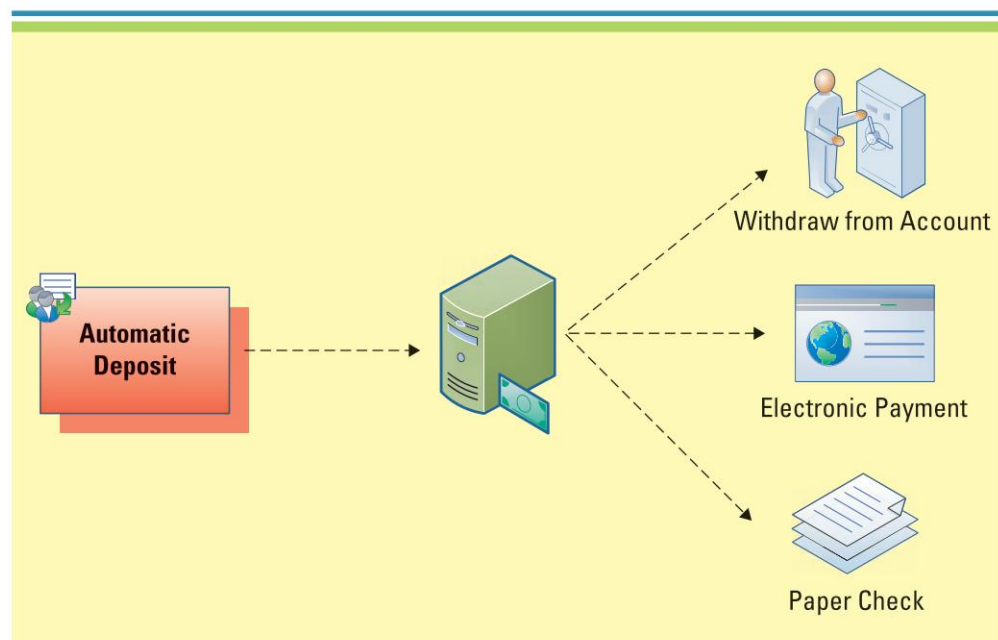 Withdraw from Account
Automatic
Deposit
Electronic Payment
Paper Check